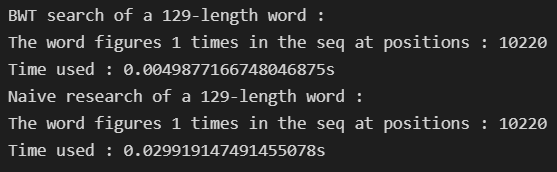 BWT search of a 129-length word :
The word figures 1 times in the seq at positions : 10220
Time used : 0.0049877166748046875s
Naive research of a 129-length word :
The word figures 1 times in the seq at positions : 10220
Time used : 0.029919147491455078s